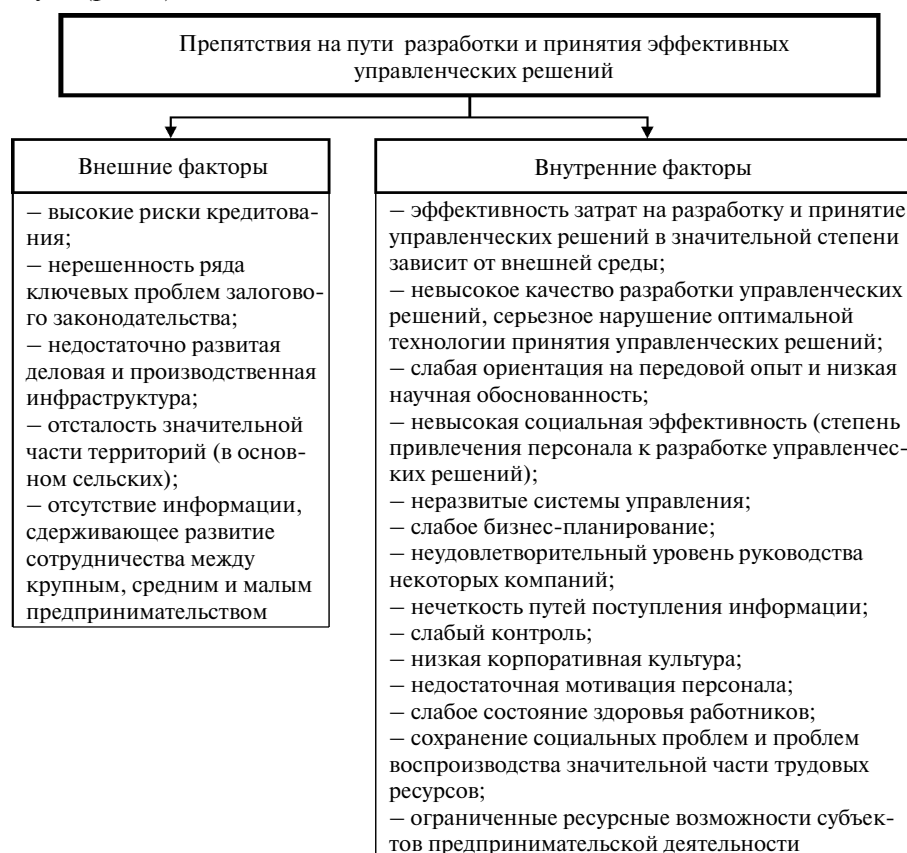 Препятствия на пути разработки и принятия эффективных
управленческих решений
Внешние факторы
– высокие риски кредитова-
ния;
– нерешенность ряда
ключевых проблем залогово-
го законодательства;
– недостаточно развитая
деловая и производственная
инфраструктура;
– отсталость значительной
части территорий (в основ-
ном сельских);
– отсутствие информации,
сдерживающее развитие
сотрудничества между
крупным, средним и малым
предпринимательством
Внутренние факторы
– эффективность затрат на разработку и принятие
управленческих решений в значительной степени
зависит от внешней среды;
– невысокое качество разработки управленческих
решений, серьезное нарушение оптимальной
технологии принятия управленческих решений;
– слабая ориентация на передовой опыт и низкая
научная обоснованность;
– невысокая социальная эффективность (степень
привлечения персонала к разработке управленчес-
ких решений);
– неразвитые системы управления;
– слабое бизнес-планирование;
– неудовлетворительный уровень руководства
некоторых компаний;
– нечеткость путей поступления информации;
– слабый контроль;
– низкая корпоративная культура;
– недостаточная мотивация персонала;
– слабое состояние здоровья работников;
– сохранение социальных проблем и проблем
воспроизводства значительной части трудовых
ресурсов;
– ограниченные ресурсные возможности субъек-
тов предпринимательской деятельности